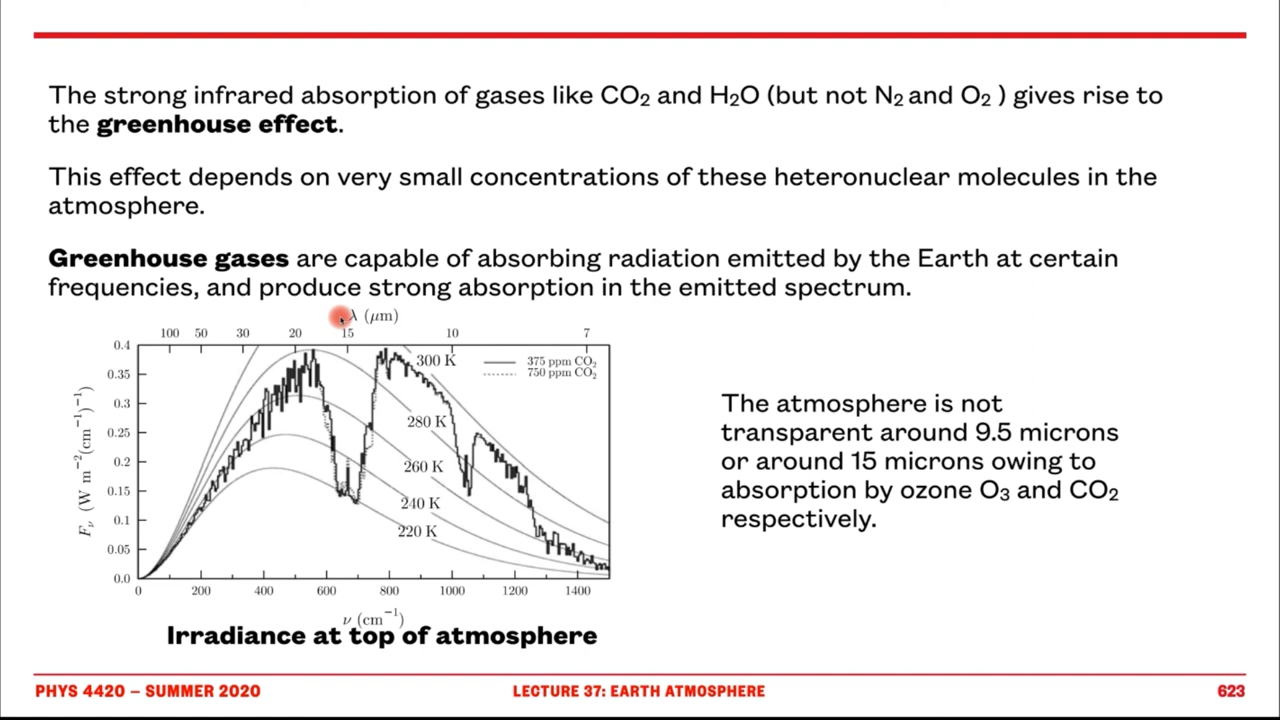 The strong infrared absorption of gases like CO₂ and H₂O (but not N₂ and O₂ ) gives rise to
the greenhouse effect.
This effect depends on very small concentrations of these heteronuclear molecules in the
atmosphere.
Greenhouse gases are capable of absorbing radiation emitted by the Earth at certain
frequencies, and produce strong absorption in the emitted spectrum.
λ (μm)
100 50 30 20 15 10 7
0.4
0.35
0.3
0.25
0.2
0.15
0.1
0.05
0.0
F_ν (W m⁻²(cm⁻¹)⁻¹)
300 K
280 K
260 K
240 K
220 K
375 ppm CO₂
750 ppm CO₂
0 200 400 600 800 1000 1200 1400
ν (cm⁻¹)
Irradiance at top of atmosphere
The atmosphere is not
transparent around 9.5 microns
or around 15 microns owing to
absorption by ozone O₃ and CO₂
respectively.
PHYS 4420 – SUMMER 2020
LECTURE 37: EARTH ATMOSPHERE
623